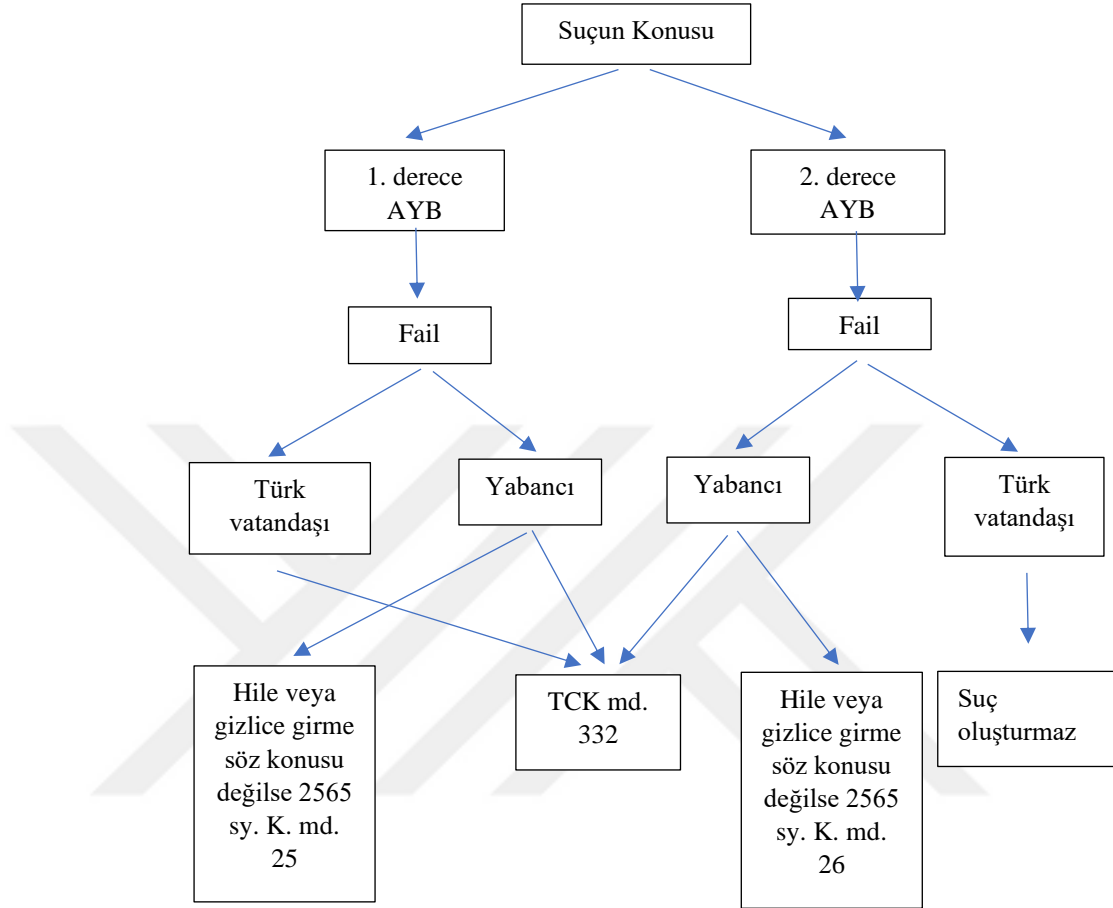 Suçun Konusu
1. derece
AYB
2. derece
AYB
Fail
Fail
Türk
vatandaşı
Yabancı
Yabancı
Türk
vatandaşı
Hile veya
gizlice girme
söz konusu
değilse 2565
sy. K. md.
25
TCK md.
332
Hile veya
gizlice girme
söz konusu
değilse 2565
sy. K. md.
26
Suç
oluşturmaz